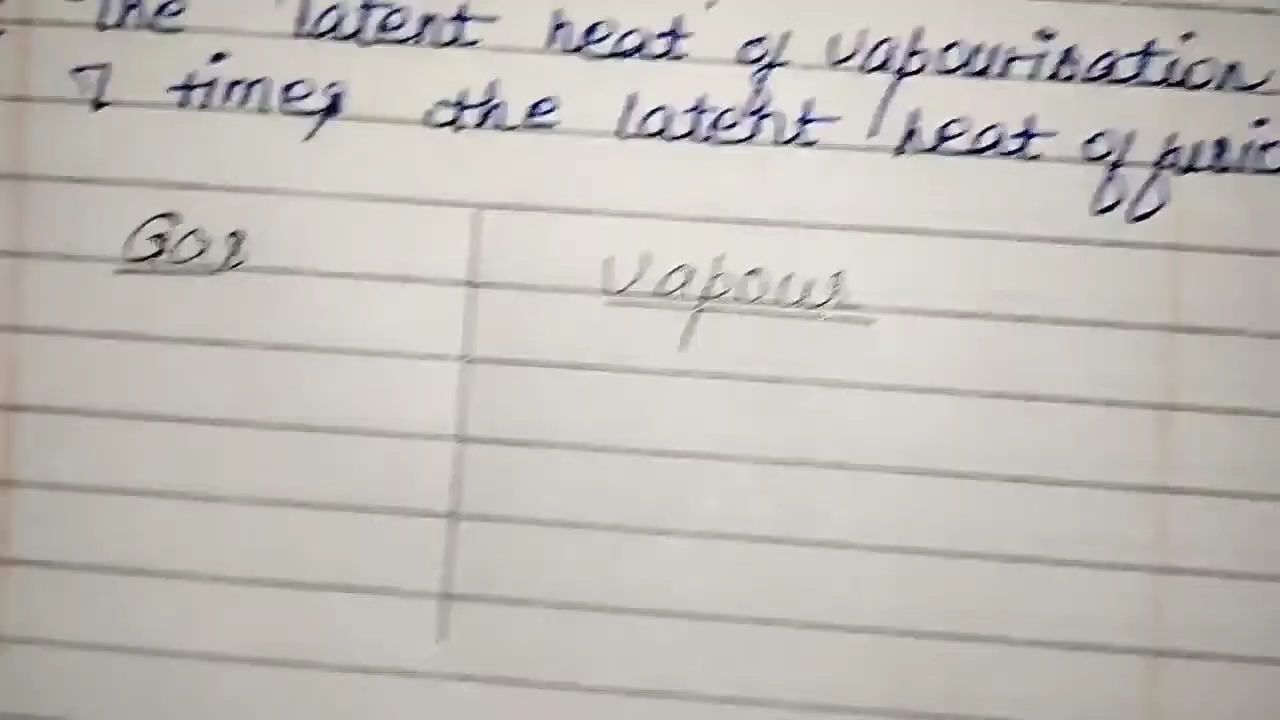 The latent heat of vapourisation
7 times the latent heat of
Gas
Vapour